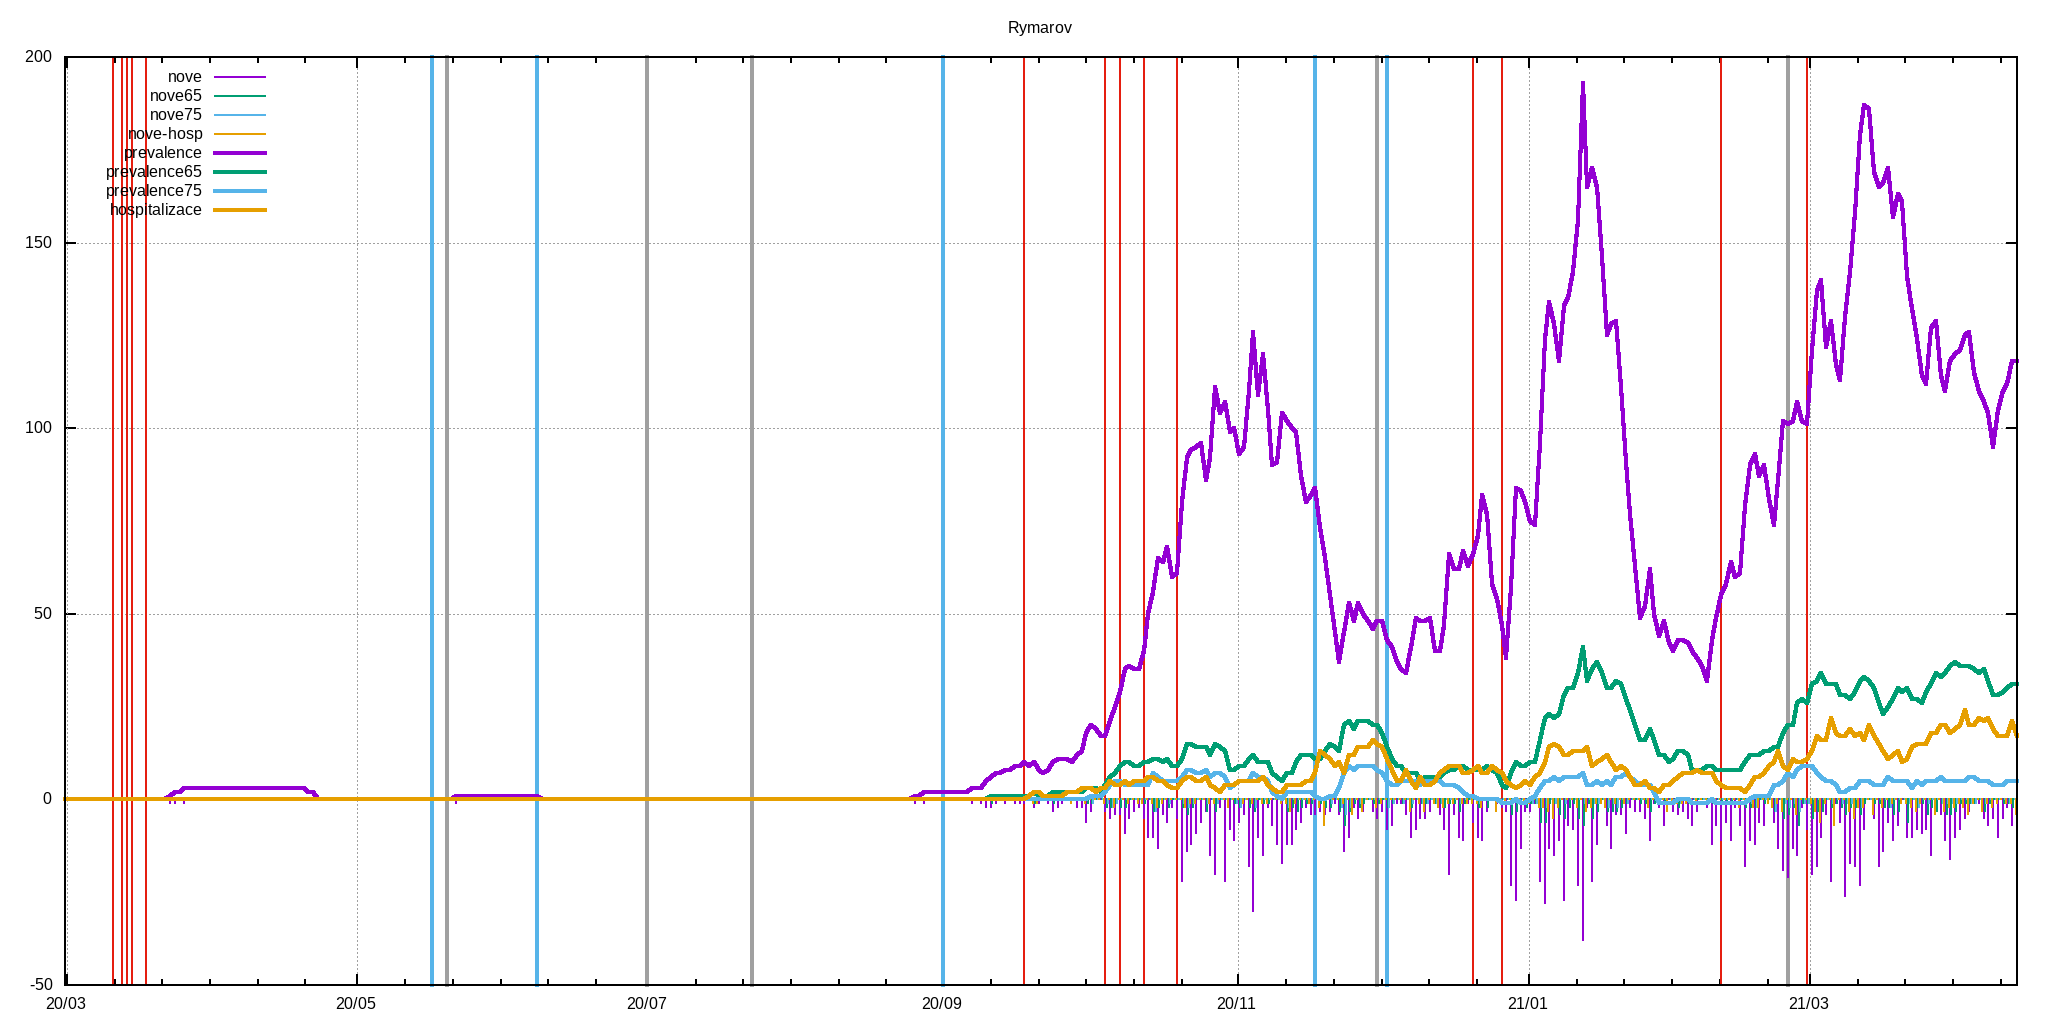 Rymarov
200
nove
nove65
nove75
nove-hosp
prevalence
prevalence65
prevalence75
hospitalizace
150
100
50
0
-50
20/03 20/05 20/07 20/09 20/11 21/01 21/03